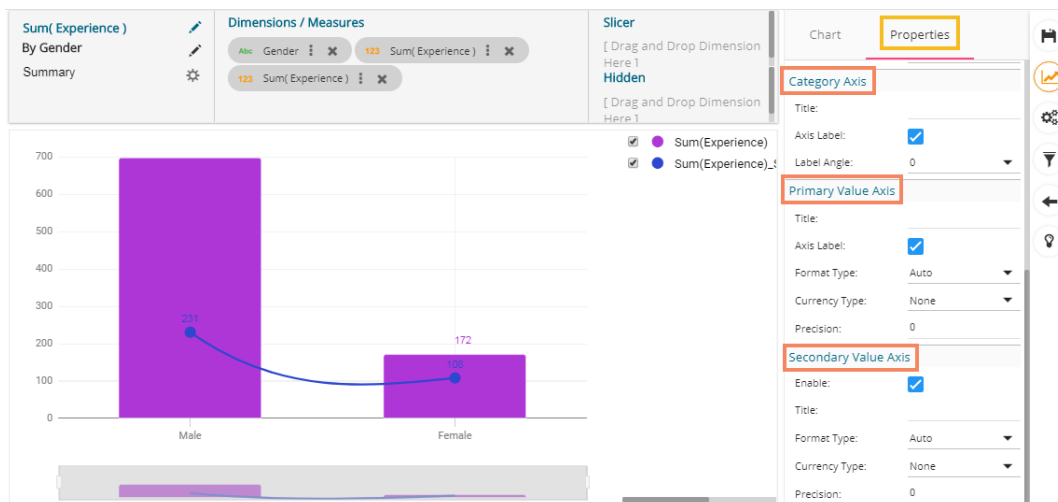 Sum( Experience )
By Gender
Summary
Dimensions / Measures
Abc Gender
123 Sum( Experience )
123 Sum( Experience )
Slicer
[ Drag and Drop Dimension
Here ]
Hidden
[ Drag and Drop Dimension
Here ]
Chart
Properties
Category Axis
Title:
Axis Label:
Label Angle: 0
Primary Value Axis
Title:
Axis Label:
Format Type: Auto
Currency Type: None
Precision: 0
Secondary Value Axis
Enable:
Title:
Format Type: Auto
Currency Type: None
Precision: 0
Sum(Experience)
Sum(Experience)_S
700
600
500
400
300
200
100
0
231
172
108
Male
Female